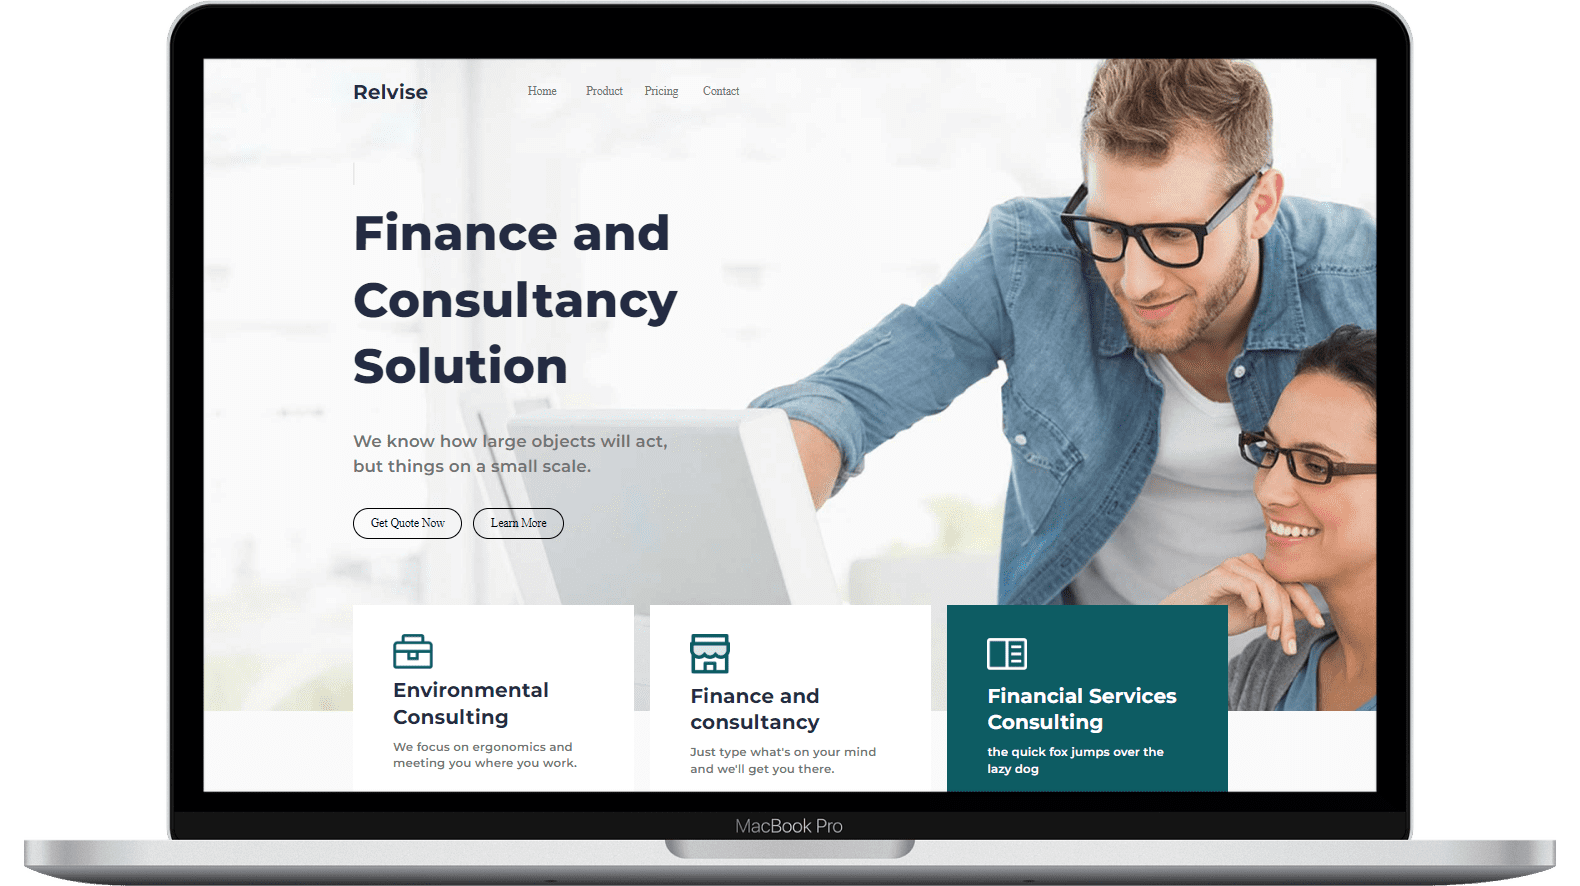 Relvise
Home Product Pricing Contact
Finance and
Consultancy
Solution
We know how large objects will act,
but things on a small scale.
Get Quote Now
Learn More
Environmental
Consulting
We focus on ergonomics and
meeting you where you work.
Finance and
consultancy
Just type what's on your mind
and we'll get you there.
Financial Services
Consulting
the quick fox jumps over the
lazy dog
MacBook Pro